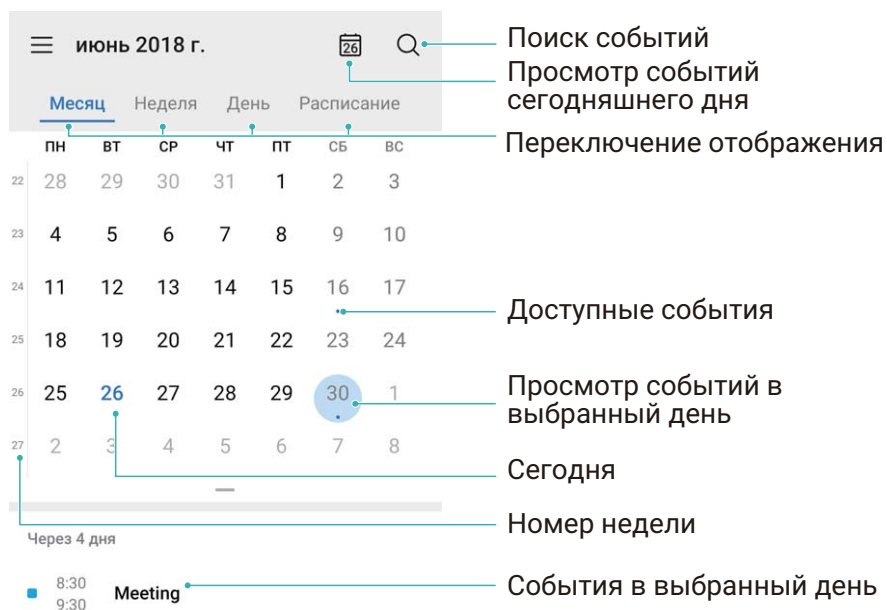 июнь 2018 г.
26
Поиск событий
Просмотр событий
сегодняшнего дня
Месяц Неделя День Расписание
Переключение отображения
ПН ВТ СР ЧТ ПТ СБ ВС
22 28 29 30 31 1 2 3
23 4 5 6 7 8 9 10
24 11 12 13 14 15 16 17
Доступные события
25 18 19 20 21 22 23 24
26 25 26 27 28 29 30 1
Просмотр событий в
выбранный день
27 2 3 4 5 6 7 8
Сегодня
Номер недели
Через 4 дня
8:30
9:30
Meeting
События в выбранный день